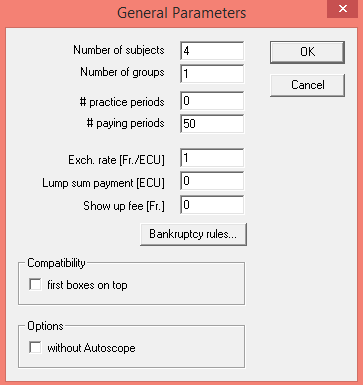 General Parameters
Number of subjects 4
OK
Number of groups 1
Cancel
# practice periods 0
# paying periods 50
Exch. rate [Fr./ECU] 1
Lump sum payment [ECU] 0
Show up fee [Fr.] 0
Bankruptcy rules...
Compatibility
first boxes on top
Options
without Autoscope